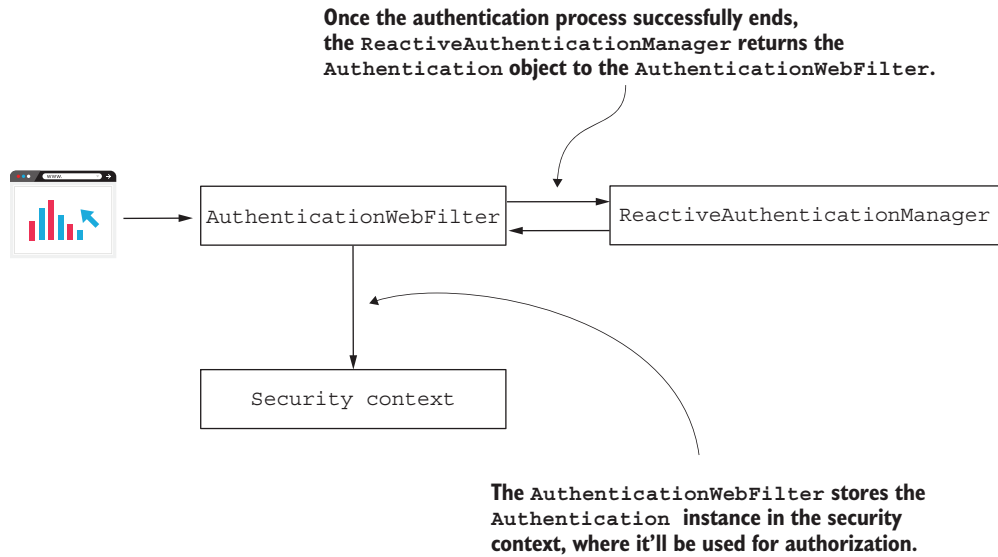 Once the authentication process successfully ends,
the ReactiveAuthenticationManager returns the
Authentication object to the AuthenticationWebFilter.
www.
AuthenticationWebFilter
ReactiveAuthenticationManager
Security context
The AuthenticationWebFilter stores the
Authentication instance in the security
context, where it'll be used for authorization.